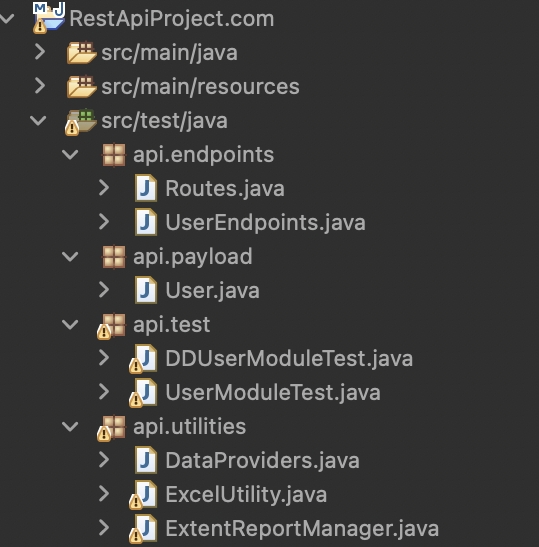 RestApiProject.com
src/main/java
src/main/resources
src/test/java
api.endpoints
Routes.java
UserEndpoints.java
api.payload
User.java
api.test
DDUserModuleTest.java
UserModuleTest.java
api.utilities
DataProviders.java
ExcelUtility.java
ExtentReportManager.java